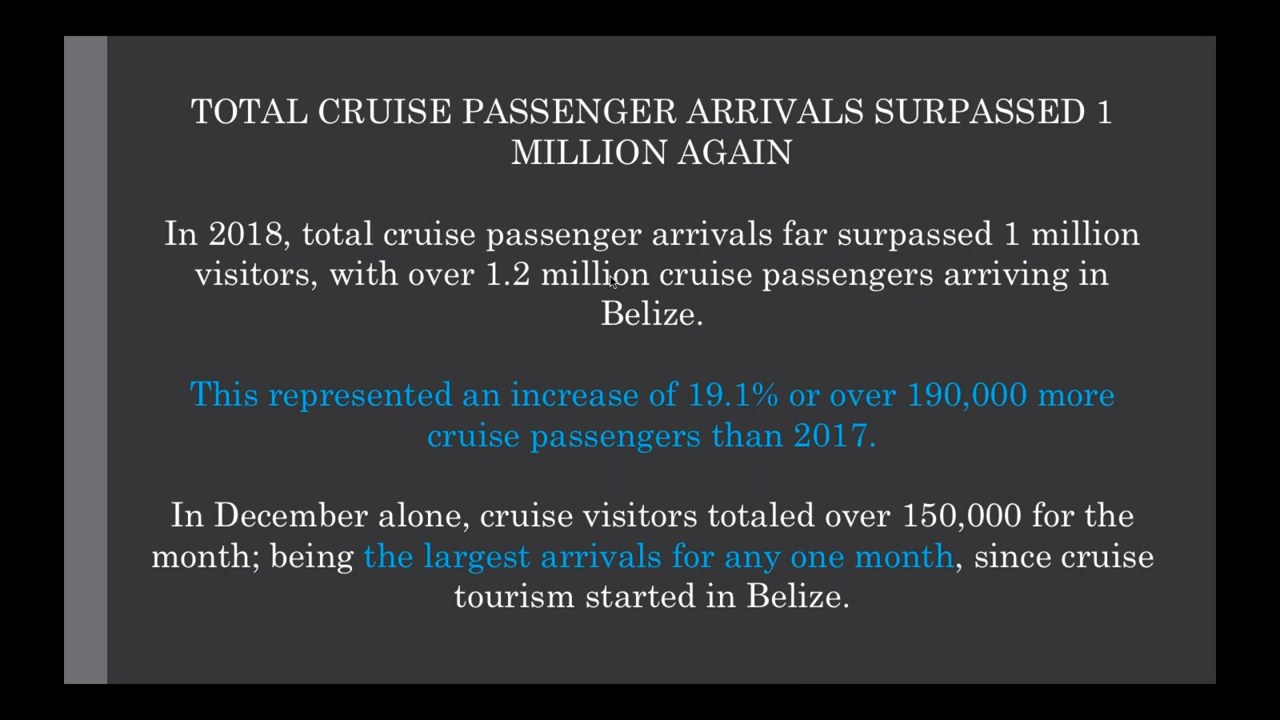 TOTAL CRUISE PASSENGER ARRIVALS SURPASSED 1
MILLION AGAIN
In 2018, total cruise passenger arrivals far surpassed 1 million
visitors, with over 1.2 million cruise passengers arriving in
Belize.
This represented an increase of 19.1% or over 190,000 more
cruise passengers than 2017.
In December alone, cruise visitors totaled over 150,000 for the
month; being the largest arrivals for any one month, since cruise
tourism started in Belize.